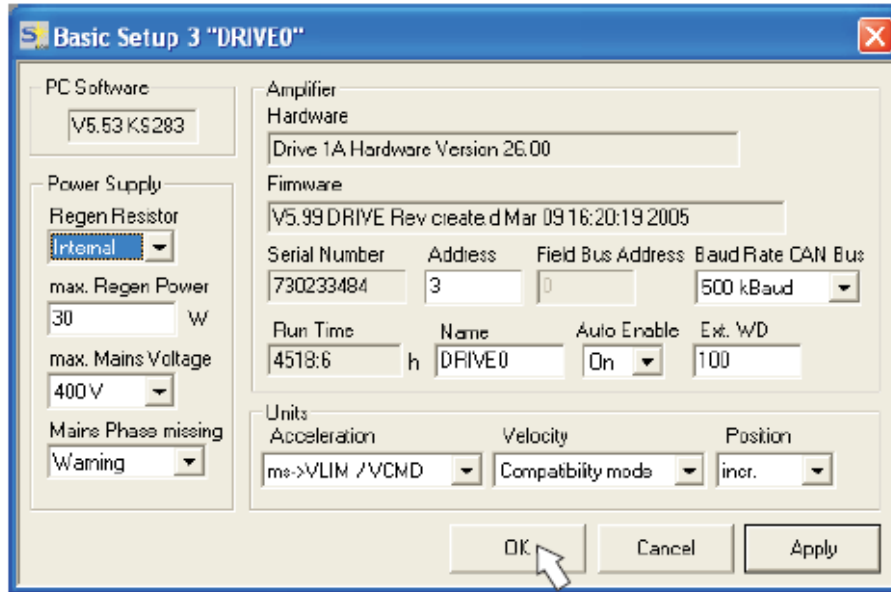 Basic Setup 3 "DRIVE0"
PC Software
V5.53 KS283
Power Supply
Regen Resistor
Internal
max. Regen Power
30 W
max. Mains Voltage
400 V
Mains Phase missing
Warning
Amplifier
Hardware
Drive 1A Hardware Version 26.00
Firmware
V5.99 DRIVE Rev created Mar 09 16:20:19 2005
Serial Number Address Field Bus Address Baud Rate CAN Bus
730233484 3 0 500 kBaud
Run Time Name Auto Enable Ext. WD
4518:6 h DRIVE0 On 100
Units
Acceleration Velocity Position
ms->VLIM / VCMD Compatibility mode incr.
OK Cancel Apply